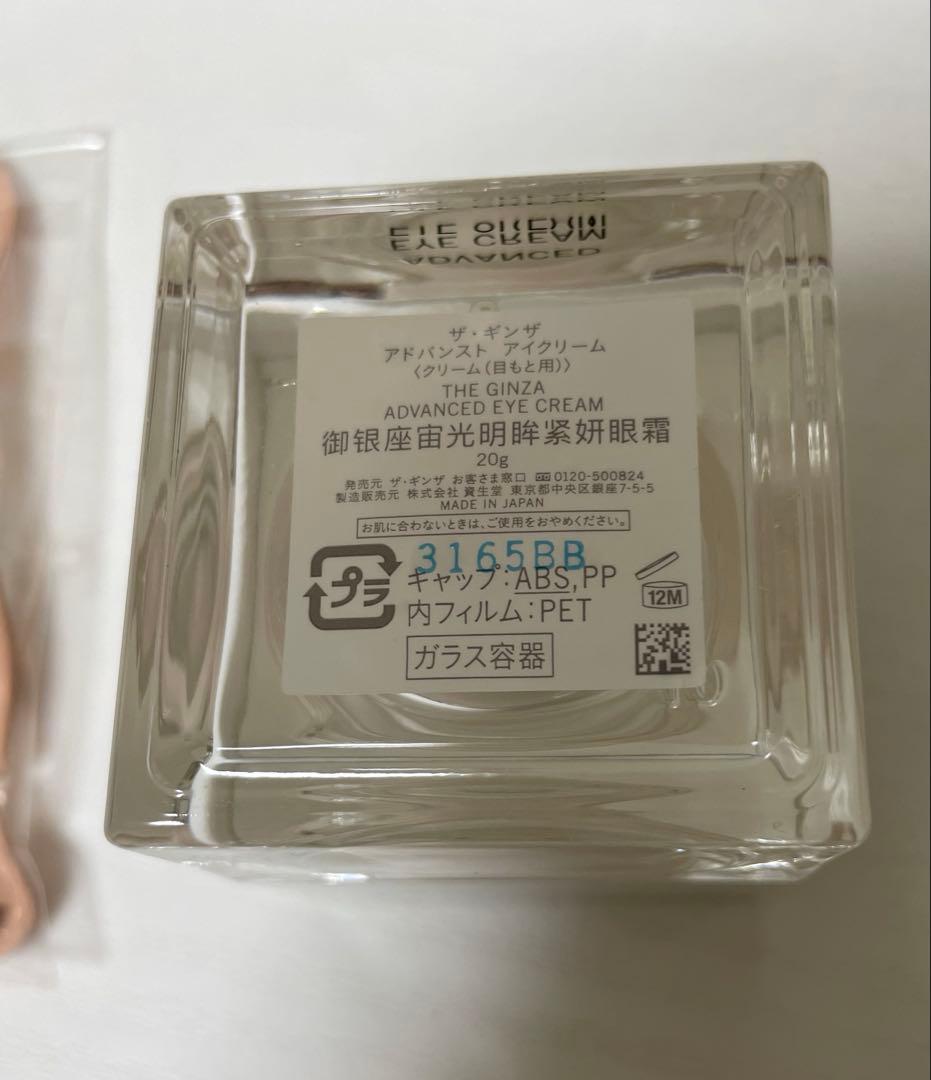 EYE CREAM
ADVANCED
ザ・ギンザ
アドバンスト アイクリーム
〈クリーム(目もと用)〉
THE GINZA
ADVANCED EYE CREAM
御银座宙光明眸紧妍眼霜
20g
発売元 ザ・ギンザ お客さま窓口 0120-500824
製造販売元 株式会社 資生堂 東京都中央区銀座7-5-5
MADE IN JAPAN
お肌に合わないときは、ご使用をおやめください。
3165BB
プラ
キャップ:ABS,PP
内フィルム:PET
12M
ガラス容器